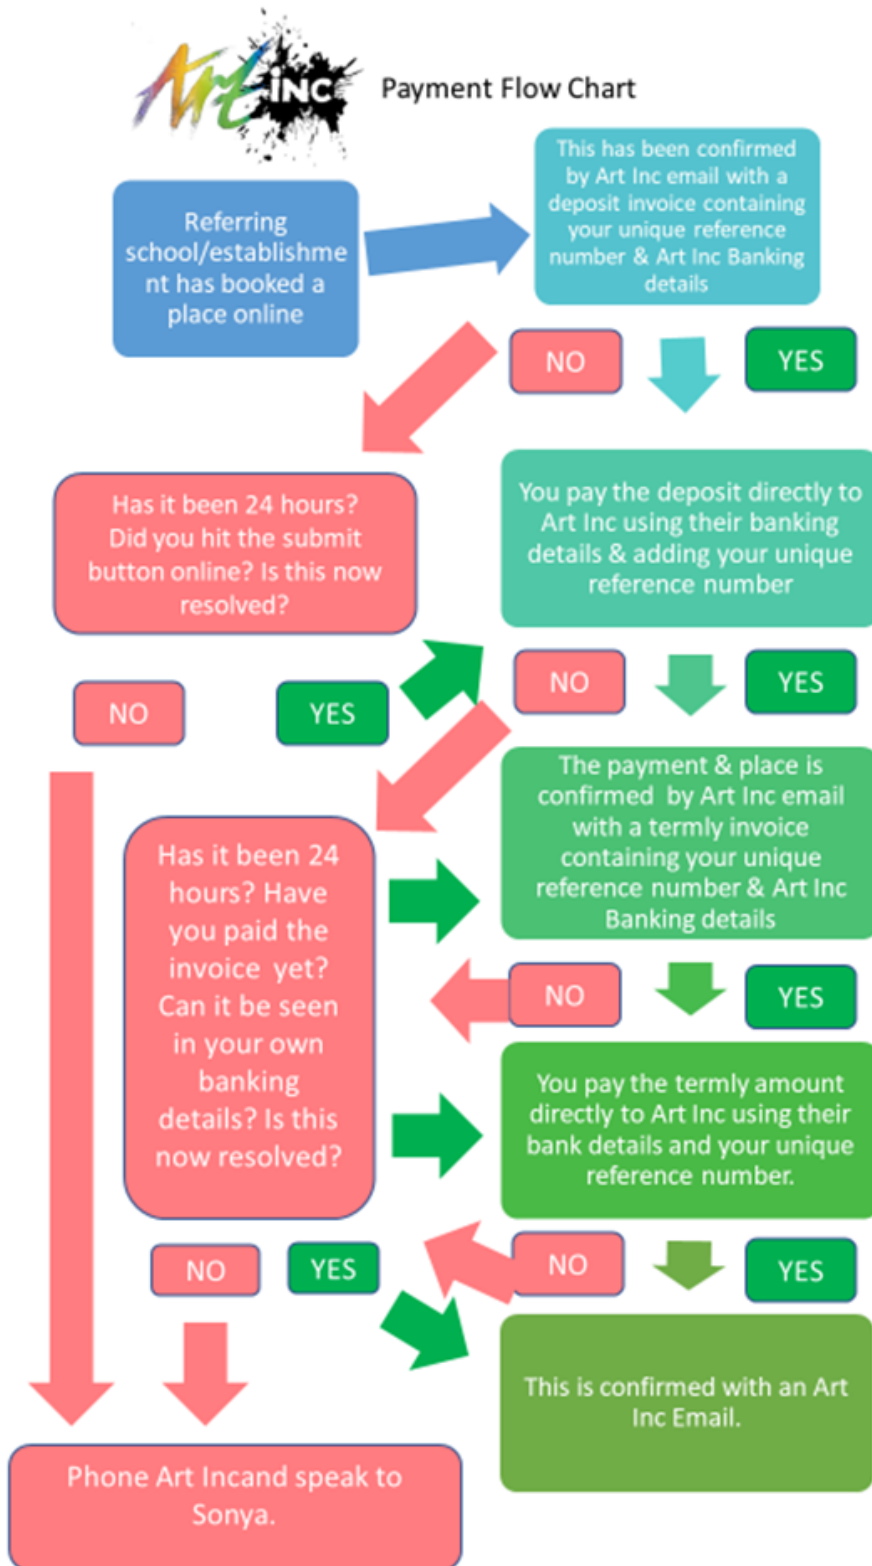 Art
iNC
Payment Flow Chart
This has been confirmed
by Art Inc email with a
deposit invoice containing
your unique reference
number & Art Inc Banking
details
Referring
school/establishme
nt has booked a
place online
NO
YES
Has it been 24 hours?
Did you hit the submit
button online? Is this now
resolved?
You pay the deposit directly to
Art Inc using their banking
details & adding your unique
reference number
NO
YES
NO
YES
The payment & place is
confirmed by Art Inc email
with a termly invoice
containing your unique
reference number & Art Inc
Banking details
Has it been 24
hours? Have
you paid the
invoice yet?
Can it be seen
in your own
banking
details? Is this
now resolved?
NO
YES
You pay the termly amount
directly to Art Inc using their
bank details and your unique
reference number.
NO
YES
NO
YES
This is confirmed with an Art
Inc Email.
Phone Art Incand speak to
Sonya.